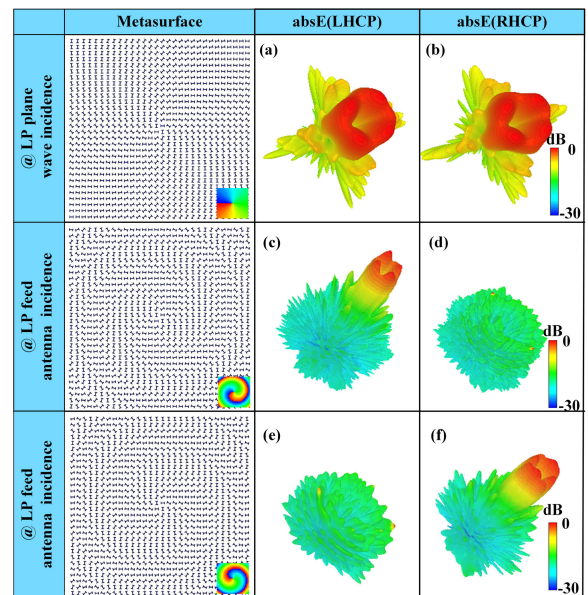 Metasurface
absE(LHCP)
absE(RHCP)
@ LP plane
wave incidence
(a)
(b)
dB
0
-30
@ LP feed
antenna incidence
(c)
(d)
dB
0
-30
@ LP feed
antenna incidence
(e)
(f)
dB
0
-30